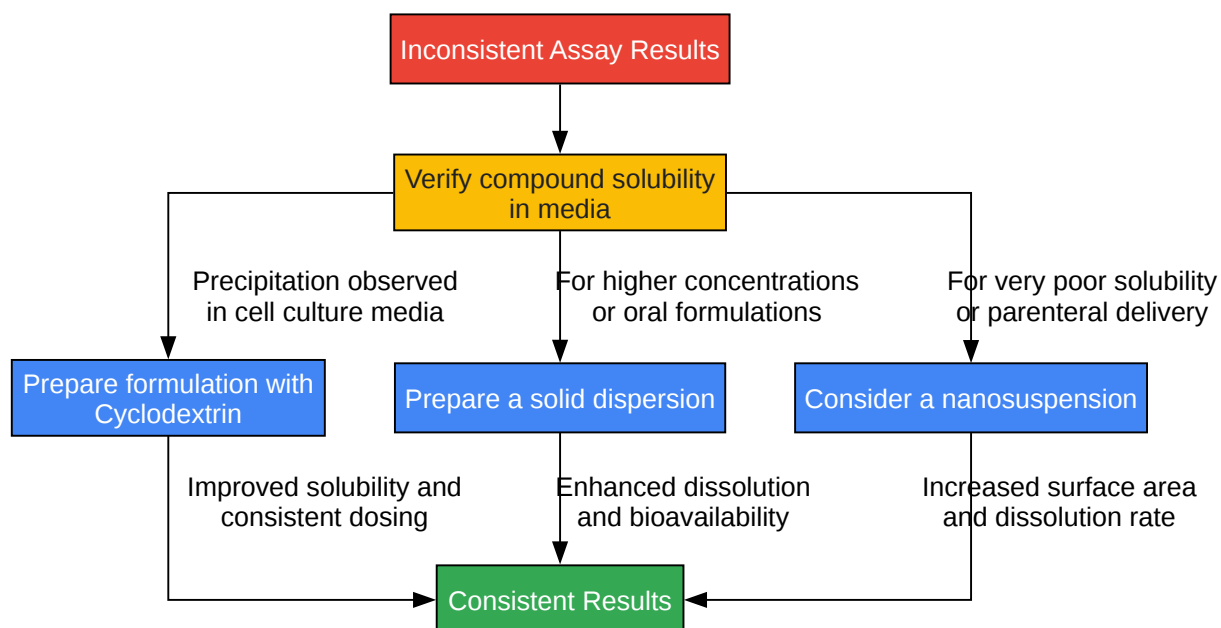 Inconsistent Assay Results
Verify compound solubility
in media
Precipitation observed
in cell culture media
For higher concentrations
or oral formulations
For very poor solubility
or parenteral delivery
Prepare formulation with
Cyclodextrin
Prepare a solid dispersion
Consider a nanosuspension
Improved solubility and
consistent dosing
Enhanced dissolution
and bioavailability
Increased surface area
and dissolution rate
Consistent Results